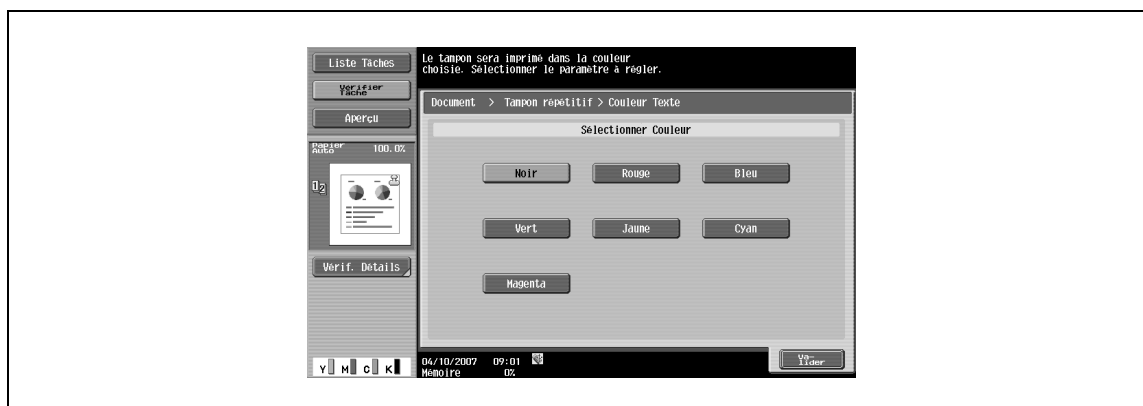 Liste Tâches
Vérifier
Tâche
Aperçu
Papier
Auto 100.0%
Vérif. Détails
Y M C K
Le tampon sera imprimé dans la couleur
choisie. Sélectionner le paramètre à régler.
Document > Tampon répétitif > Couleur Texte
Sélectionner Couleur
Noir Rouge Bleu
Vert Jaune Cyan
Magenta
04/10/2007 09:01
Mémoire 0%
Va-
lider